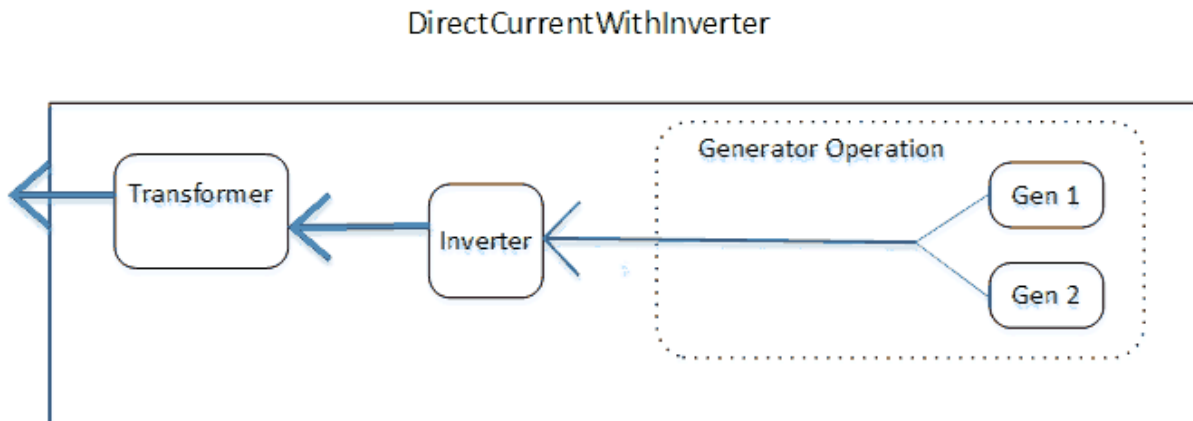 DirectCurrentWithInverter
Generator Operation
Transformer
Gen 1
Inverter
Gen 2